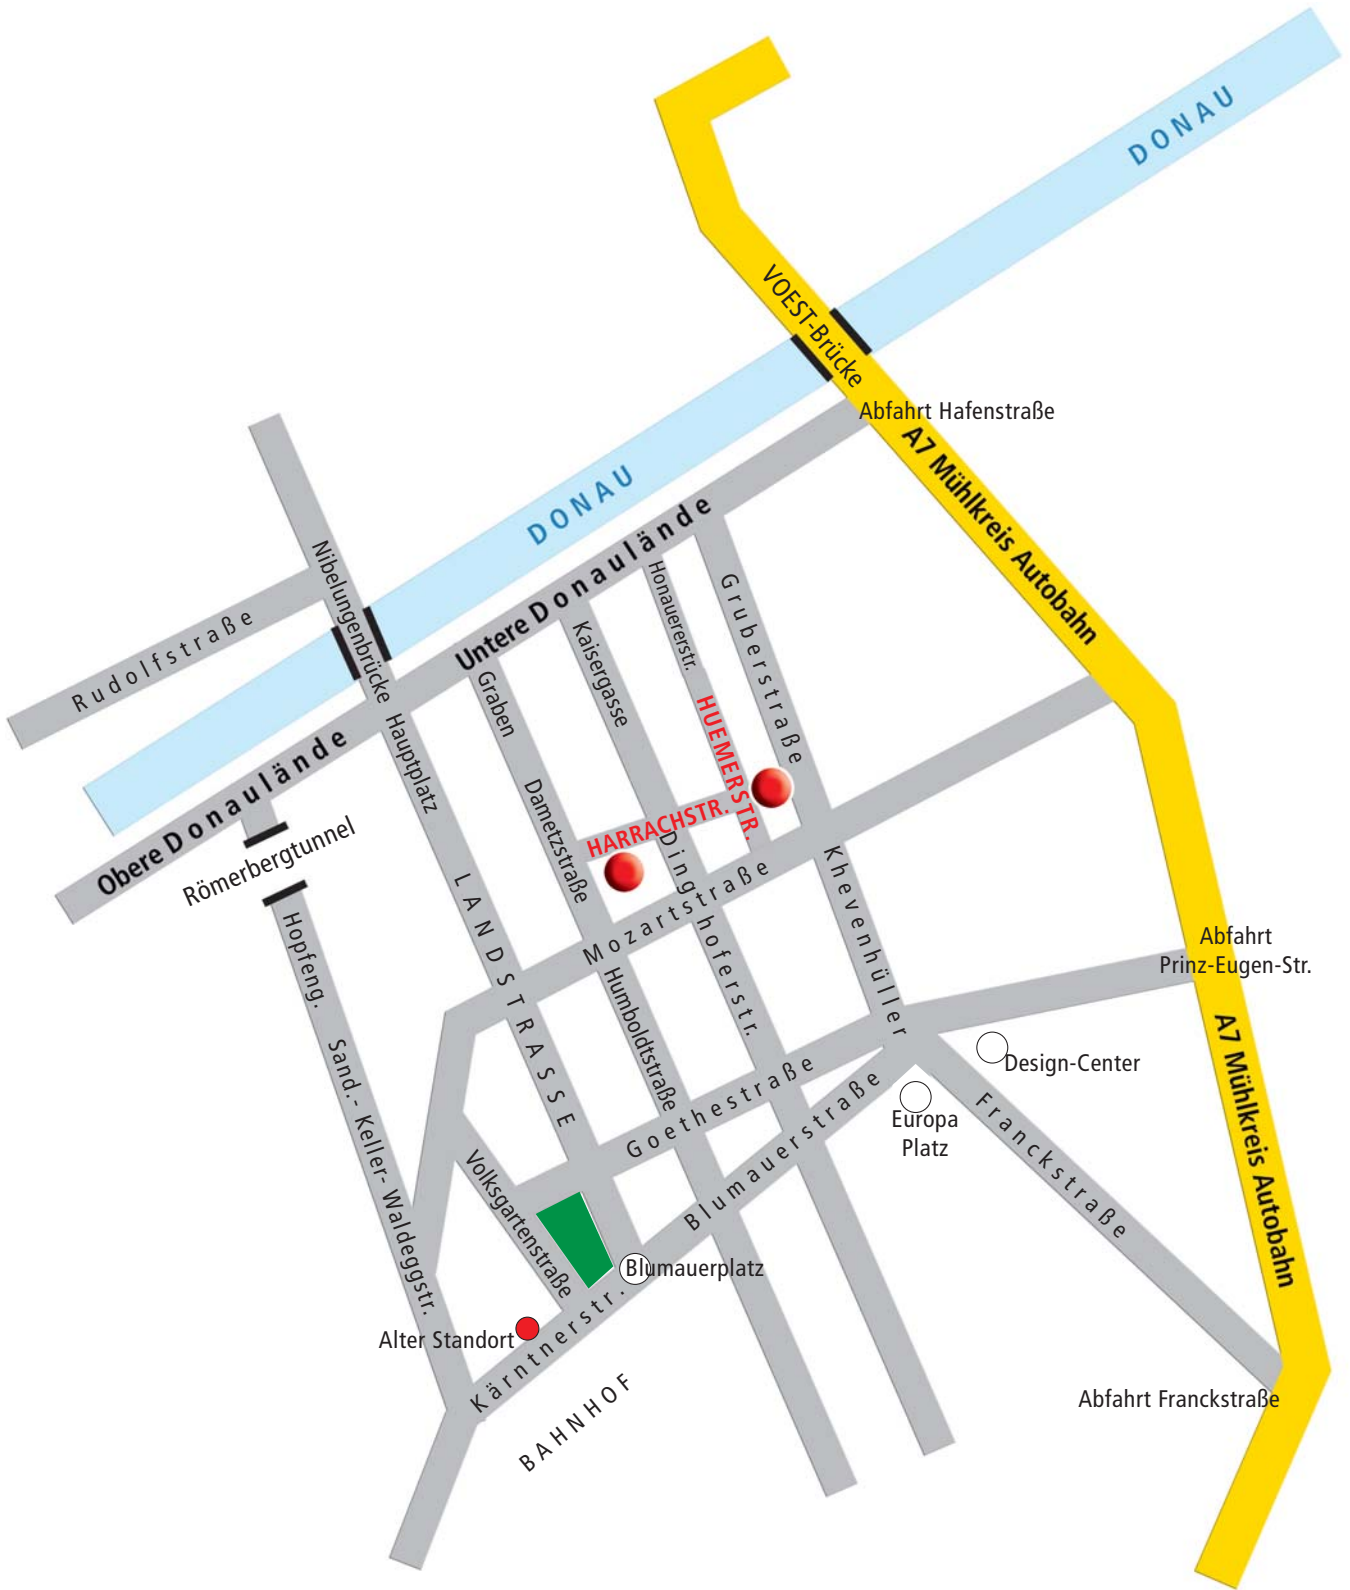 DONAU
VOEST-Brücke
Abfahrt Hafenstraße
A7 Mühlkreis Autobahn
DONAU
Nibelungenbrücke
Rudolfstraße
Untere Donaulände
Honauererstr.
Gruberstraße
Kaisergasse
Graben
HUEMERSTR.
Hauptplatz
Obere Donaulände
Dametzstraße
HARRACHSTR.
Römerbergtunnel
Dinghoferstr.
Mozartstraße
Khevenhüller
LANDSTRASSE
Hopfeng.
Abfahrt
Prinz-Eugen-Str.
Humboldtstraße
A7 Mühlkreis Autobahn
Sand.- Keller- Waldeggstr.
Design-Center
Goethestraße
Europa
Platz
Blumauerstraße
Franckstraße
Volksgartenstraße
Blumauerplatz
Alter Standort
Kärntnerstr.
BAHNHOF
Abfahrt Franckstraße